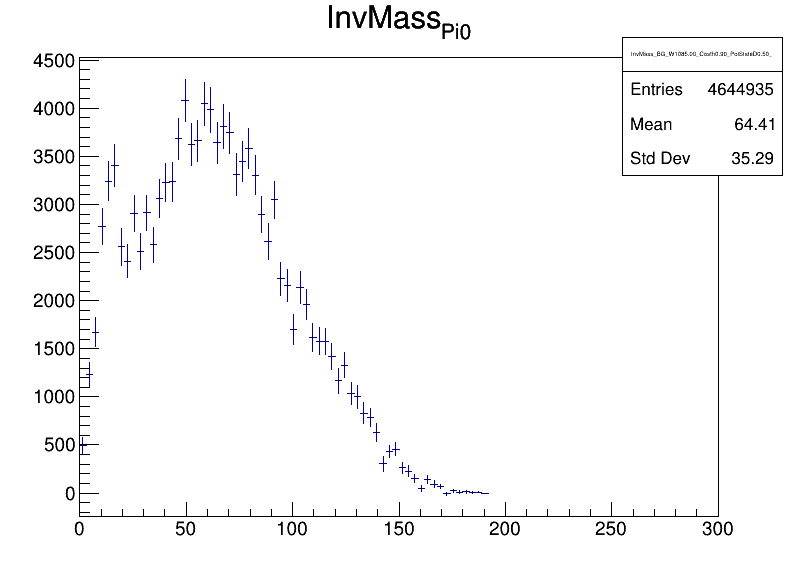 InvMass_Pi0
InvMass_BG_W1085.00_Costh0.90_PolStateD0.50_
Entries 4644935
Mean 64.41
Std Dev 35.29
4500
4000
3500
3000
2500
2000
1500
1000
500
0
0 50 100 150 200 250 300